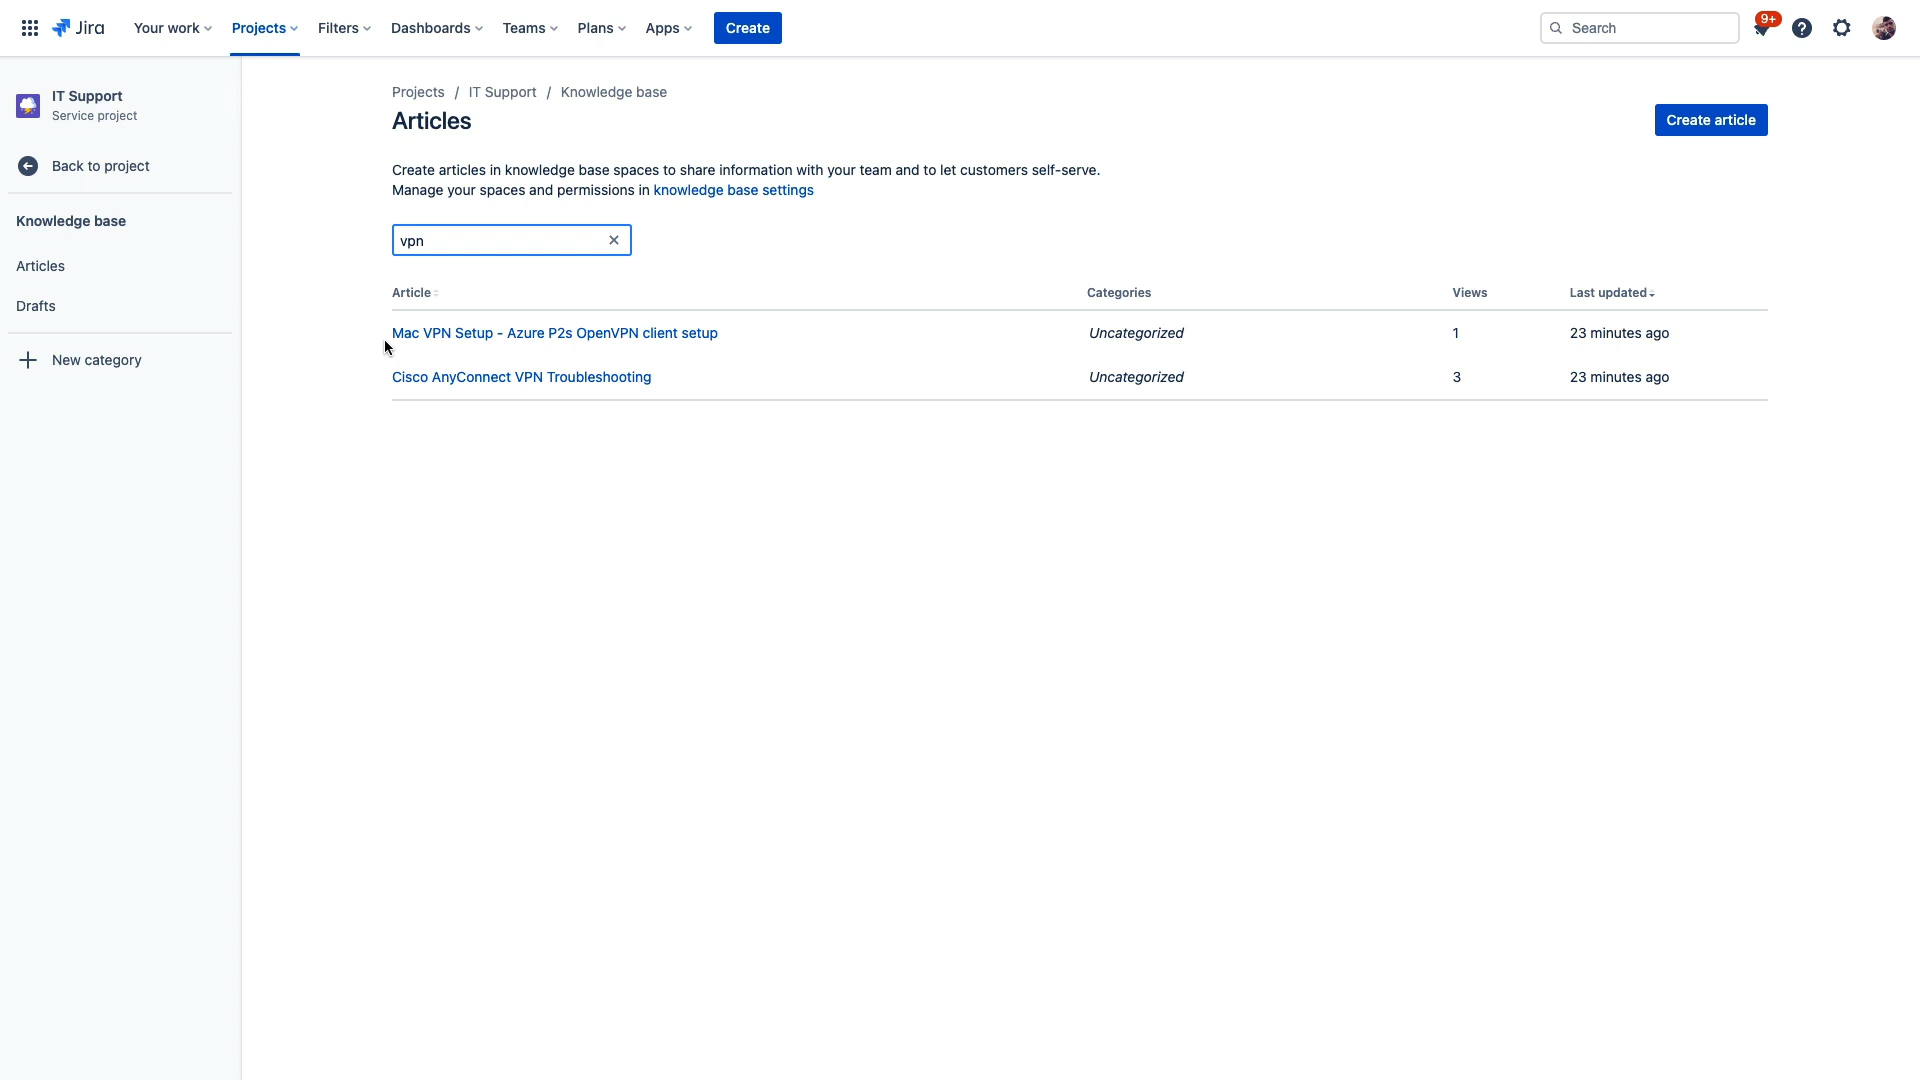 Jira
Your work
Projects
Filters
Dashboards
Teams
Plans
Apps
Create
Search
9+
IT Support
Service project
Back to project
Knowledge base
Articles
Drafts
New category
Projects / IT Support / Knowledge base
Articles
Create article
Create articles in knowledge base spaces to share information with your team and to let customers self-serve.
Manage your spaces and permissions in knowledge base settings
vpn
Article Categories Views Last updated
Mac VPN Setup - Azure P2s OpenVPN client setup Uncategorized 1 23 minutes ago
Cisco AnyConnect VPN Troubleshooting Uncategorized 3 23 minutes ago